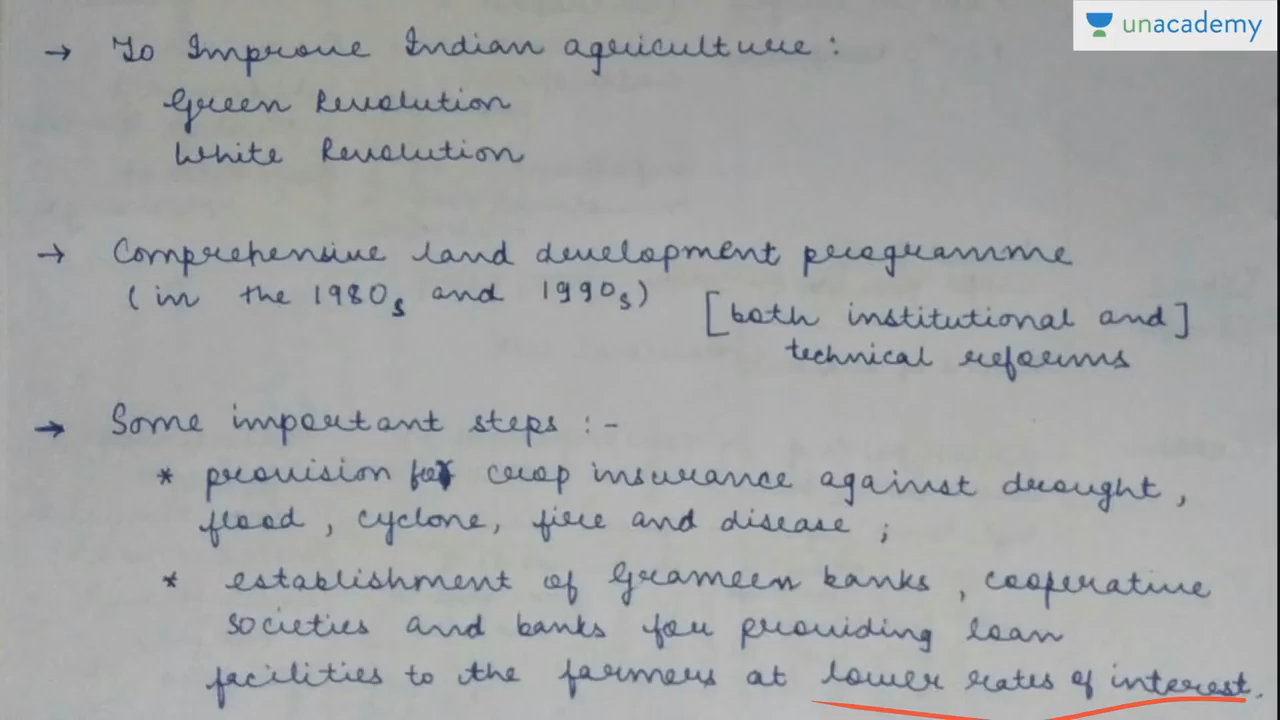 unacademy
→ To Improve Indian agriculture:
Green Revolution
White Revolution
→ Comprehensive land development programme
(in the 1980s and 1990s)
[both institutional and]
technical reforms
→ Some important steps :-
* provision for crop insurance against drought,
flood, cyclone, fire and disease;
* establishment of Grameen banks, cooperative
societies and banks for providing loan
facilities to the farmers at lower rates of interest.